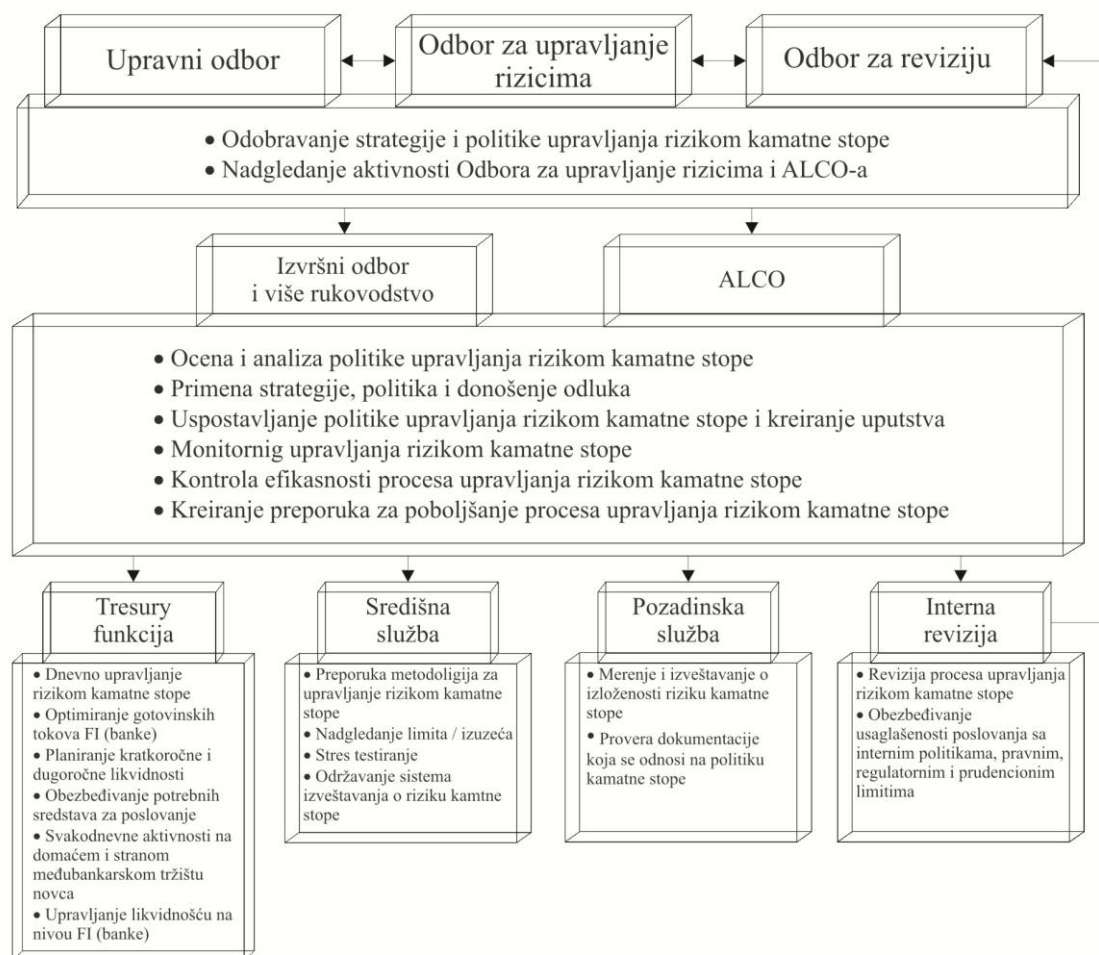 Upravni odbor
Odbor za upravljanje
rizicima
Odbor za reviziju
• Odobravanje strategije i politike upravljanja rizikom kamatne stope
• Nadgledanje aktivnosti Odbora za upravljanje rizicima i ALCO-a
Izvršni odbor
i više rukovodstvo
ALCO
• Ocena i analiza politike upravljanja rizikom kamatne stope
• Primena strategije, politika i donošenje odluka
• Uspostavljanje politike upravljanja rizikom kamatne stope i kreiranje uputstva
• Monitornig upravljanja rizikom kamatne stope
• Kontrola efikasnosti procesa upravljanja rizikom kamatne stope
• Kreiranje preporuka za poboljšanje procesa upravljanja rizikom kamatne stope
Tresury
funkcija
• Dnevno upravljanje
rizikom kamatne stope
• Optimiranje gotovinskih
tokova FI (banke)
• Planiranje kratkoročne i
dugoročne likvidnosti
• Obezbeđivanje potrebnih
sredstava za poslovanje
• Svakodnevne aktivnosti na
domaćem i stranom
međubankarskom tržištu
novca
• Upravljanje likvidnošću na
nivou FI (banke)
Središna
služba
• Preporuka metodoligija za
upravljanje rizikom kamatne
stope
• Nadgledanje limita / izuzeća
• Stres testiranje
• Održavanje sistema
izveštavanja o riziku kamtne
stope
Pozadinska
služba
• Merenje i izveštavanje o
izloženosti riziku kamatne
stope
• Provera dokumentacije
koja se odnosi na politiku
kamatne stope
Interna
revizija
• Revizija procesa upravljanja
rizikom kamatne stope
• Obezbeđivanje
usaglašenosti poslovanja sa
internim politikama, pravnim,
regulatornim i prudencionim
limitima